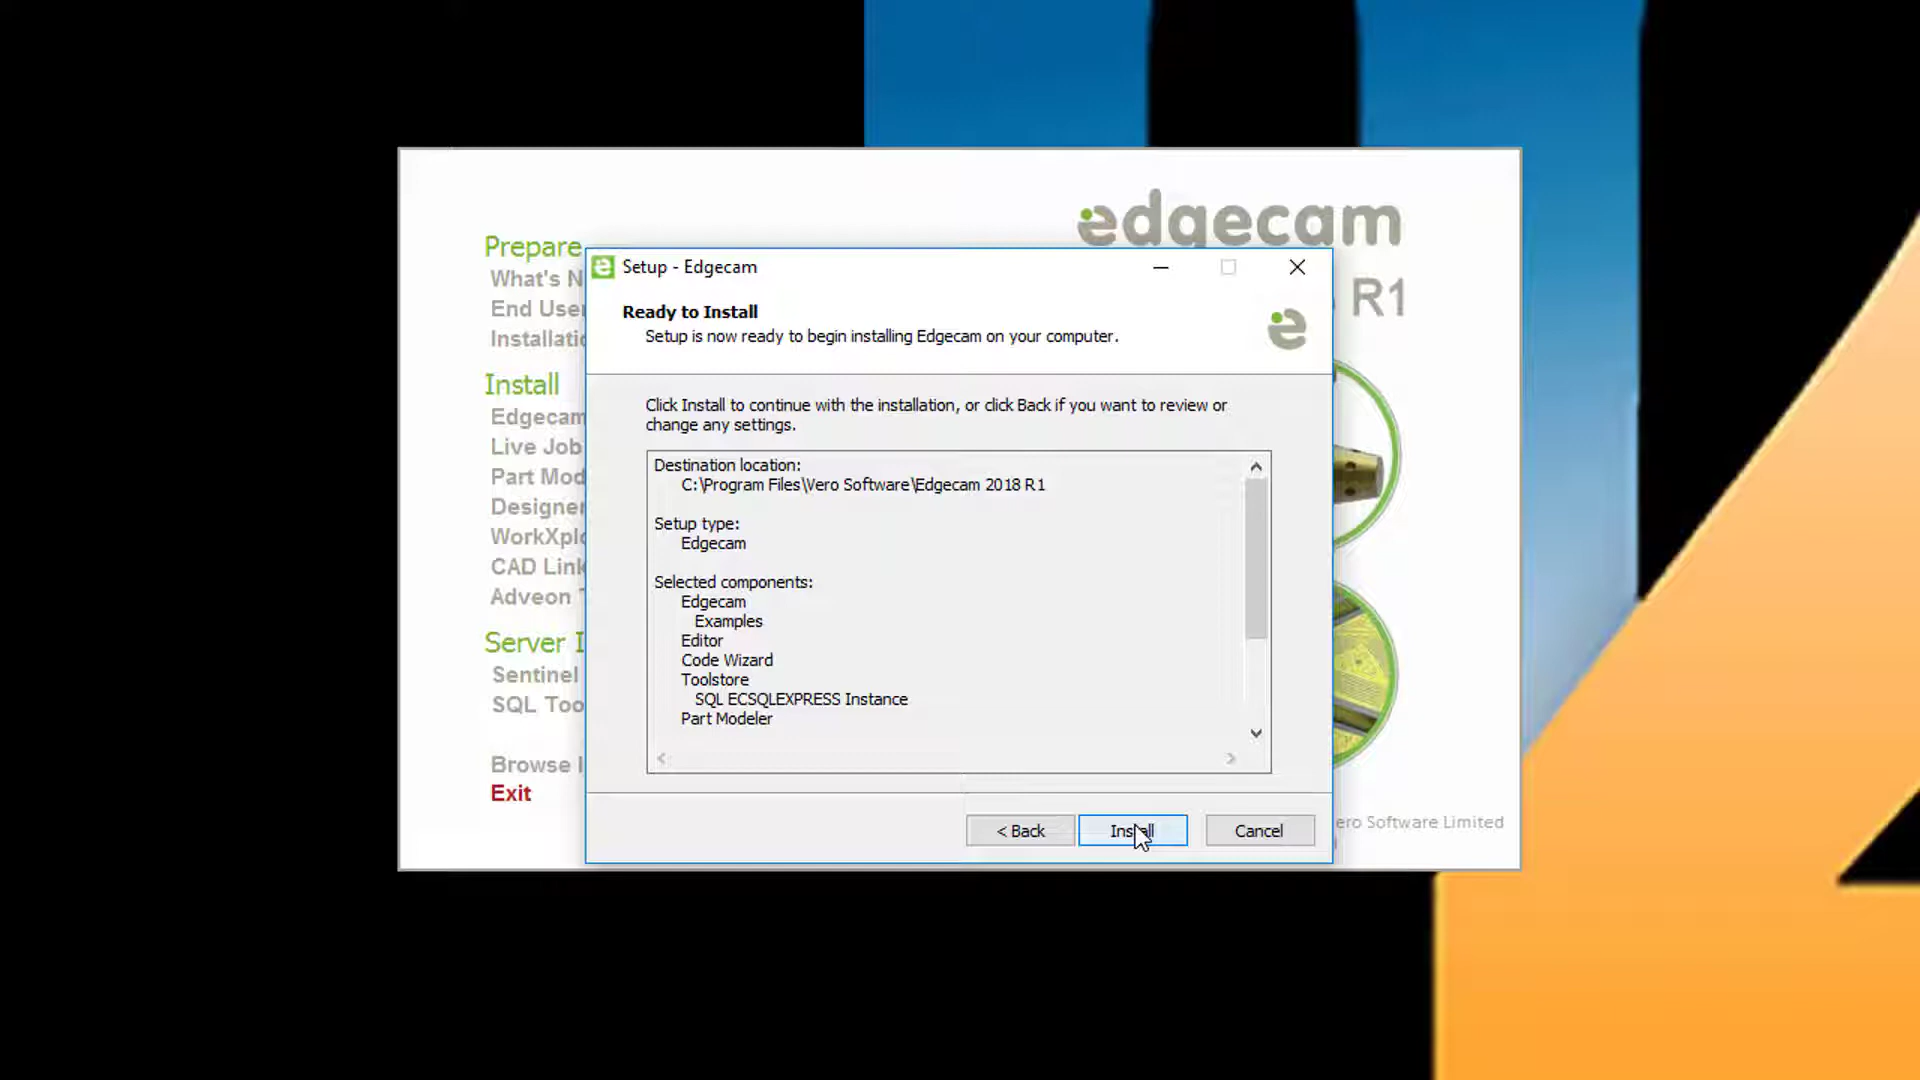 edgecam
R1
Prepare
What's N
End User
Installatio
Install
Edgecam
Live Job
Part Mod
Designer
WorkXplo
CAD Link
Adveon T
Server I
Sentinel
SQL Too
Browse I
Exit
ero Software Limited
Setup - Edgecam
Ready to Install
Setup is now ready to begin installing Edgecam on your computer.
Click Install to continue with the installation, or click Back if you want to review or
change any settings.
Destination location:
C:\Program Files\Vero Software\Edgecam 2018 R1
Setup type:
Edgecam
Selected components:
Edgecam
Examples
Editor
Code Wizard
Toolstore
SQL ECSQLEXPRESS Instance
Part Modeler
< Back
Install
Cancel